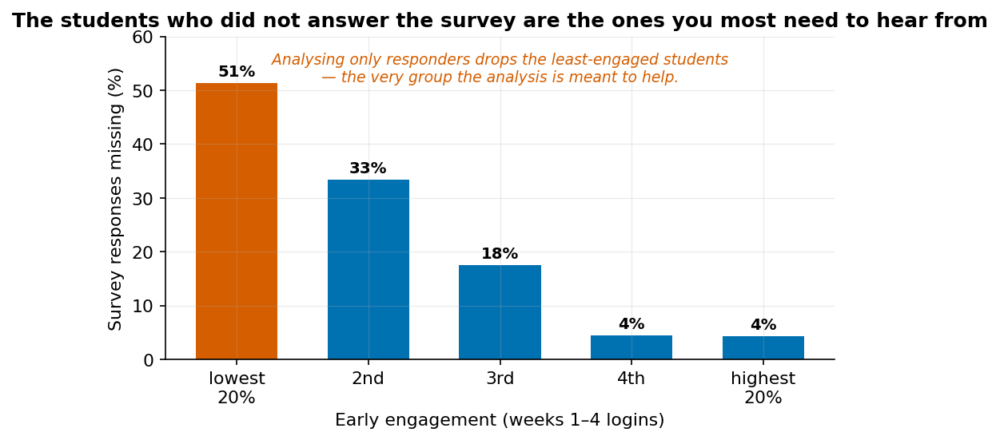 The students who did not answer the survey are the ones you most need to hear from
Analysing only responders drops the least-engaged students
— the very group the analysis is meant to help.
Survey responses missing (%)
60
50
40
30
20
10
0
51%
33%
18%
4%
4%
lowest
20%
2nd
3rd
4th
highest
20%
Early engagement (weeks 1–4 logins)